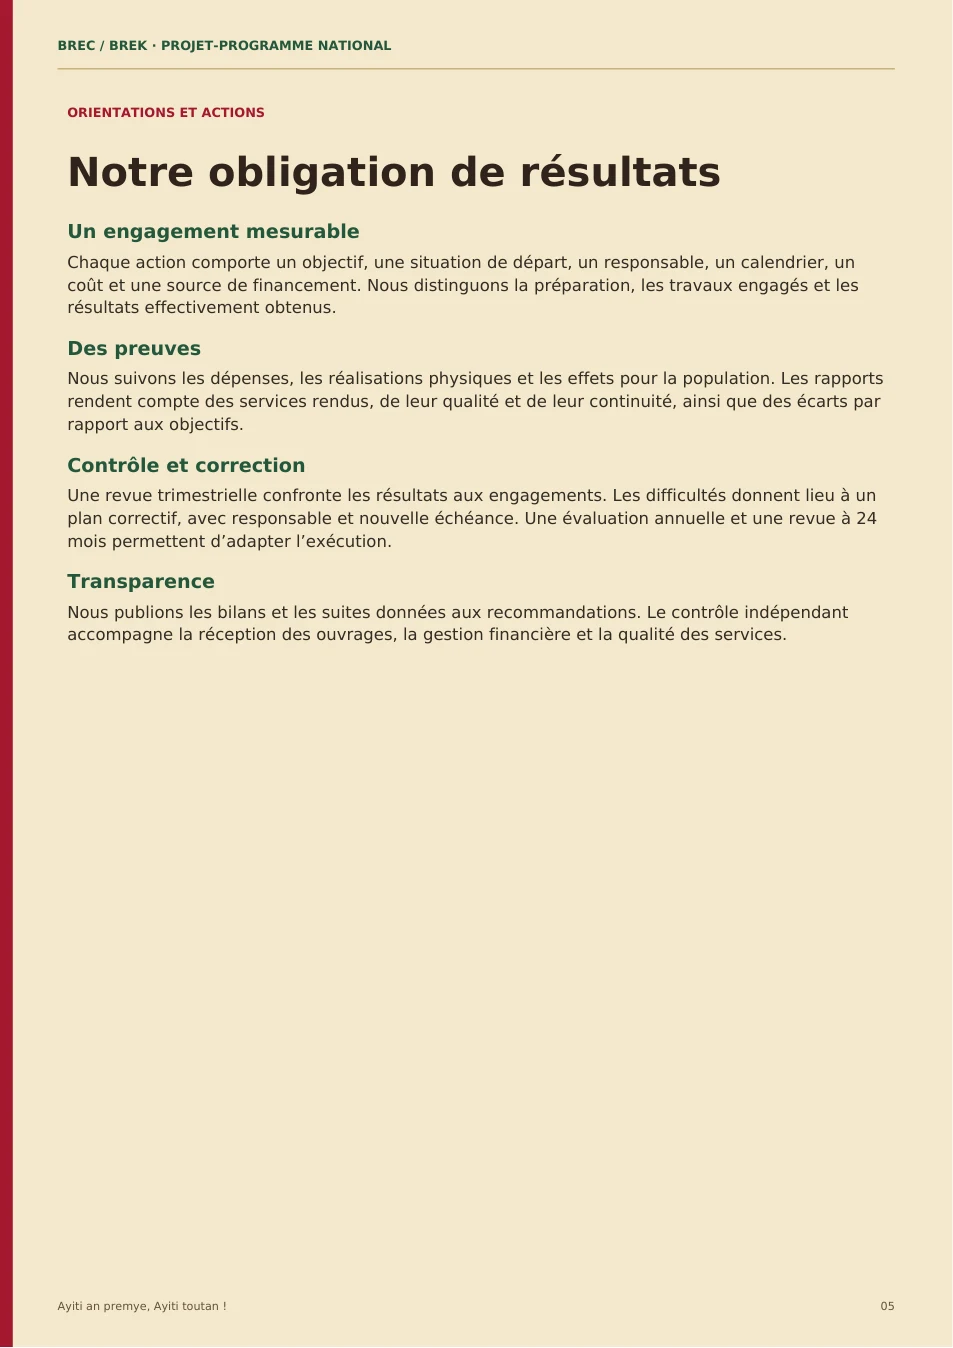 BREC / BREK · PROJET-PROGRAMME NATIONAL
ORIENTATIONS ET ACTIONS
Notre obligation de résultats
Un engagement mesurable
Chaque action comporte un objectif, une situation de départ, un responsable, un calendrier, un
coût et une source de financement. Nous distinguons la préparation, les travaux engagés et les
résultats effectivement obtenus.
Des preuves
Nous suivons les dépenses, les réalisations physiques et les effets pour la population. Les rapports
rendent compte des services rendus, de leur qualité et de leur continuité, ainsi que des écarts par
rapport aux objectifs.
Contrôle et correction
Une revue trimestrielle confronte les résultats aux engagements. Les difficultés donnent lieu à un
plan correctif, avec responsable et nouvelle échéance. Une évaluation annuelle et une revue à 24
mois permettent d’adapter l’exécution.
Transparence
Nous publions les bilans et les suites données aux recommandations. Le contrôle indépendant
accompagne la réception des ouvrages, la gestion financière et la qualité des services.
Ayiti an premye, Ayiti toutan !
05